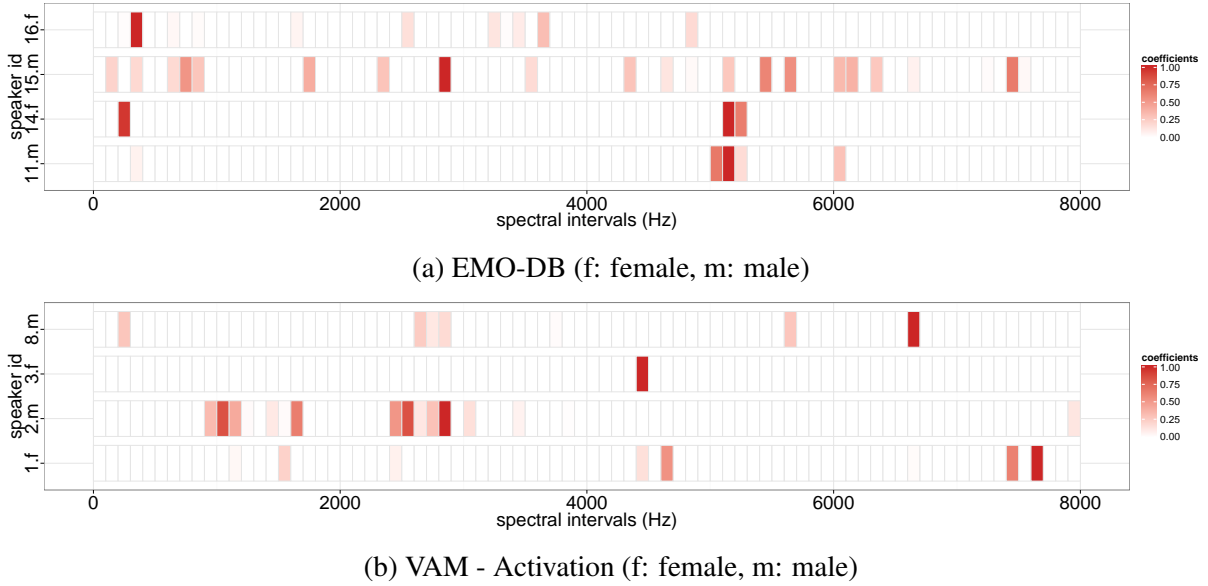 16.f
15.m
14.f
11.m
speaker id
0 2000 4000 6000 8000
spectral intervals (Hz)
coefficients
1.00
0.75
0.50
0.25
0.00
(a) EMO-DB (f: female, m: male)
8.m
3.f
2.m
1.f
speaker id
0 2000 4000 6000 8000
spectral intervals (Hz)
coefficients
1.00
0.75
0.50
0.25
0.00
(b) VAM - Activation (f: female, m: male)